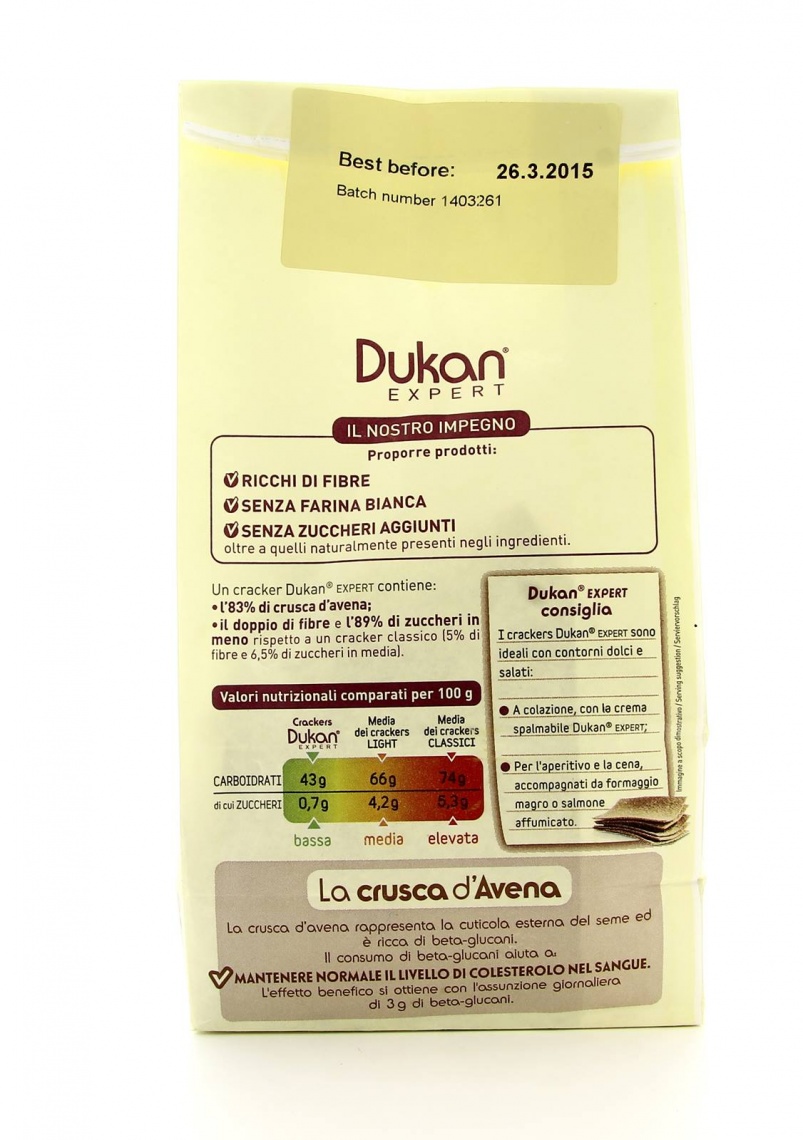 Best before: 26.3.2015
Batch number 1403261
Dukan®
EXPERT
IL NOSTRO IMPEGNO
Proporre prodotti:
RICCHI DI FIBRE
SENZA FARINA BIANCA
SENZA ZUCCHERI AGGIUNTI
oltre a quelli naturalmente presenti negli ingredienti.
Un cracker Dukan® EXPERT contiene:
• l'83% di crusca d'avena;
• il doppio di fibre e l'89% di zuccheri in
meno rispetto a un cracker classico (5% di
fibre e 6,5% di zuccheri in media).
Valori nutrizionali comparati per 100 g
Crackers Dukan® EXPERT
Media dei crackers LIGHT
Media dei crackers CLASSICI
CARBOIDRATI 43g 66g 74g
di cui ZUCCHERI 0,7g 4,2g 5,3g
bassa media elevata
Dukan® EXPERT
consiglia
I crackers Dukan® EXPERT sono
ideali con contorni dolci e
salati:
• A colazione, con la crema
spalmabile Dukan® EXPERT;
• Per l'aperitivo e la cena,
accompagnati da formaggio
magro o salmone
affumicato.
Immagine a scopo dimostrativo / Serving suggestion / Serviervorschlag
La crusca d'Avena
La crusca d'avena rappresenta la cuticola esterna del seme ed
è ricca di beta-glucani.
Il consumo di beta-glucani aiuta a:
MANTENERE NORMALE IL LIVELLO DI COLESTEROLO NEL SANGUE.
L'effetto benefico si ottiene con l'assunzione giornaliera
di 3 g di beta-glucani.